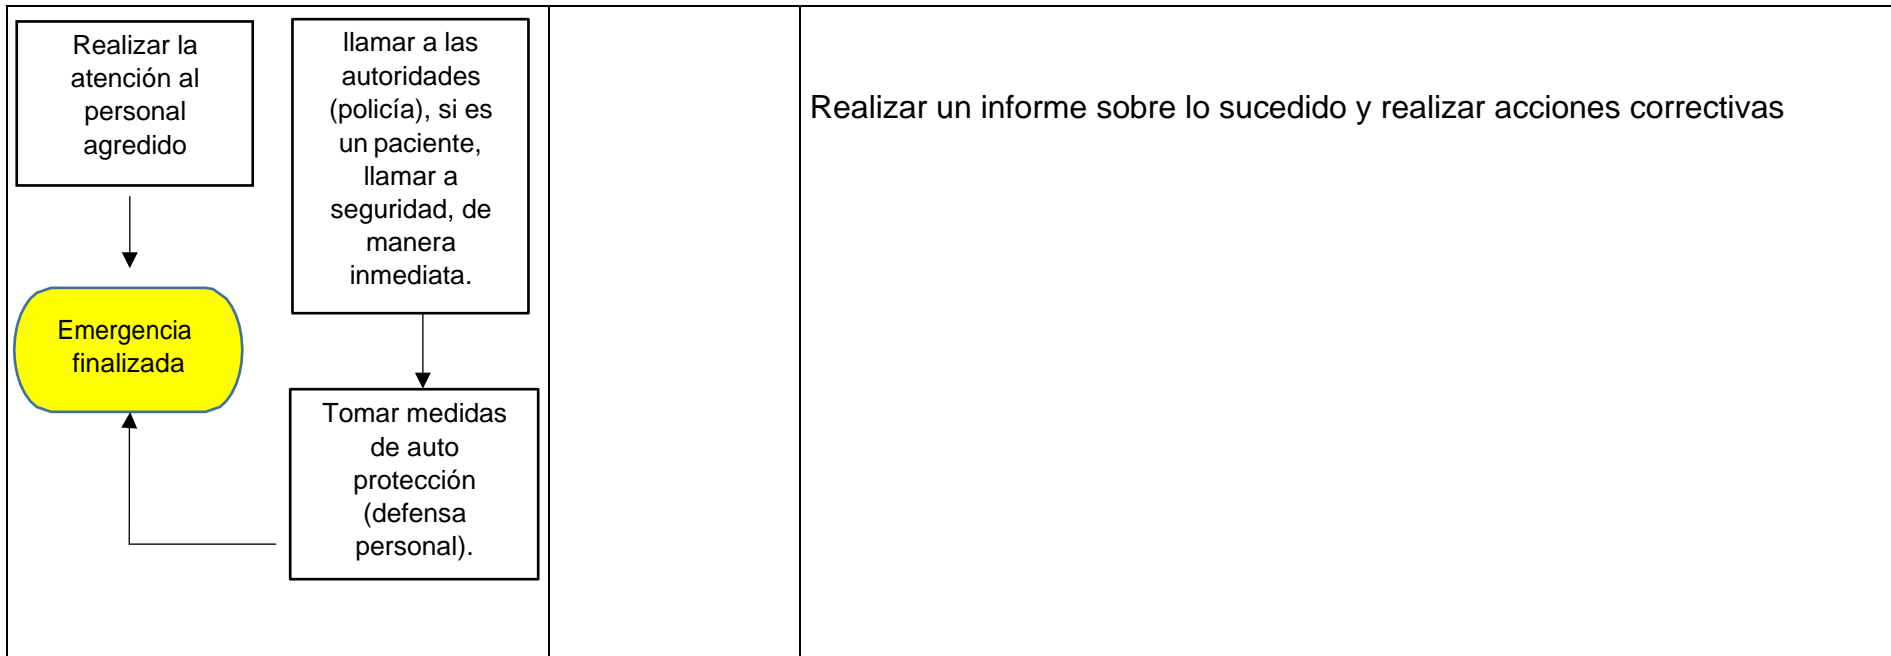 Realizar la
atención al
personal
agredido
Emergencia
finalizada
llamar a las
autoridades
(policía), si es
un paciente,
llamar a
seguridad, de
manera
inmediata.
Tomar medidas
de auto
protección
(defensa
personal).
Realizar un informe sobre lo sucedido y realizar acciones correctivas